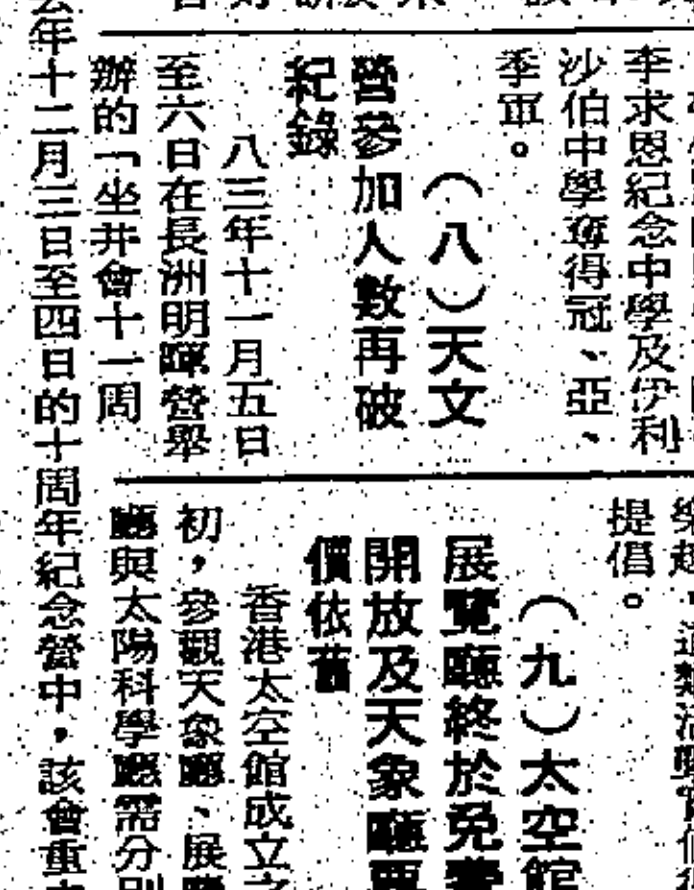 李求恩紀念中學及伊利
沙伯中學奪得冠、亞、
季軍。
（八）天文
營參加人數再破
紀錄
八三年十一月五日
至六日在長洲明暉營舉
辦的「坐井會十一周
提倡。
（九）太空館
展覽廳終於免費
開放及天象廳票
價依舊
香港太空館成立之
初，參觀天象廳、展覽
廳與太陽科學廳需分別
年十二月三日至四日的十周年紀念營中，該會重